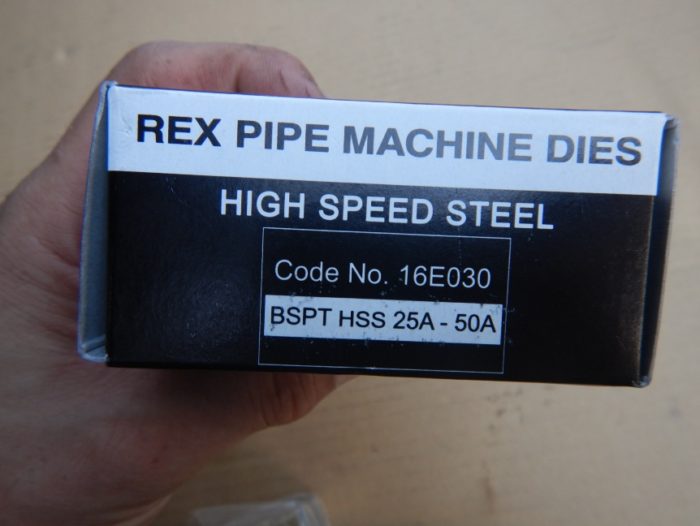 REX PIPE MACHINE DIES
HIGH SPEED STEEL
Code No. 16E030
BSPT HSS 25A - 50A